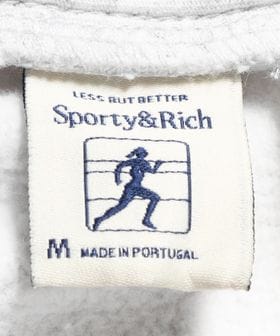 LESS BUT BETTER
Sporty&Rich
M MADE IN PORTUGAL